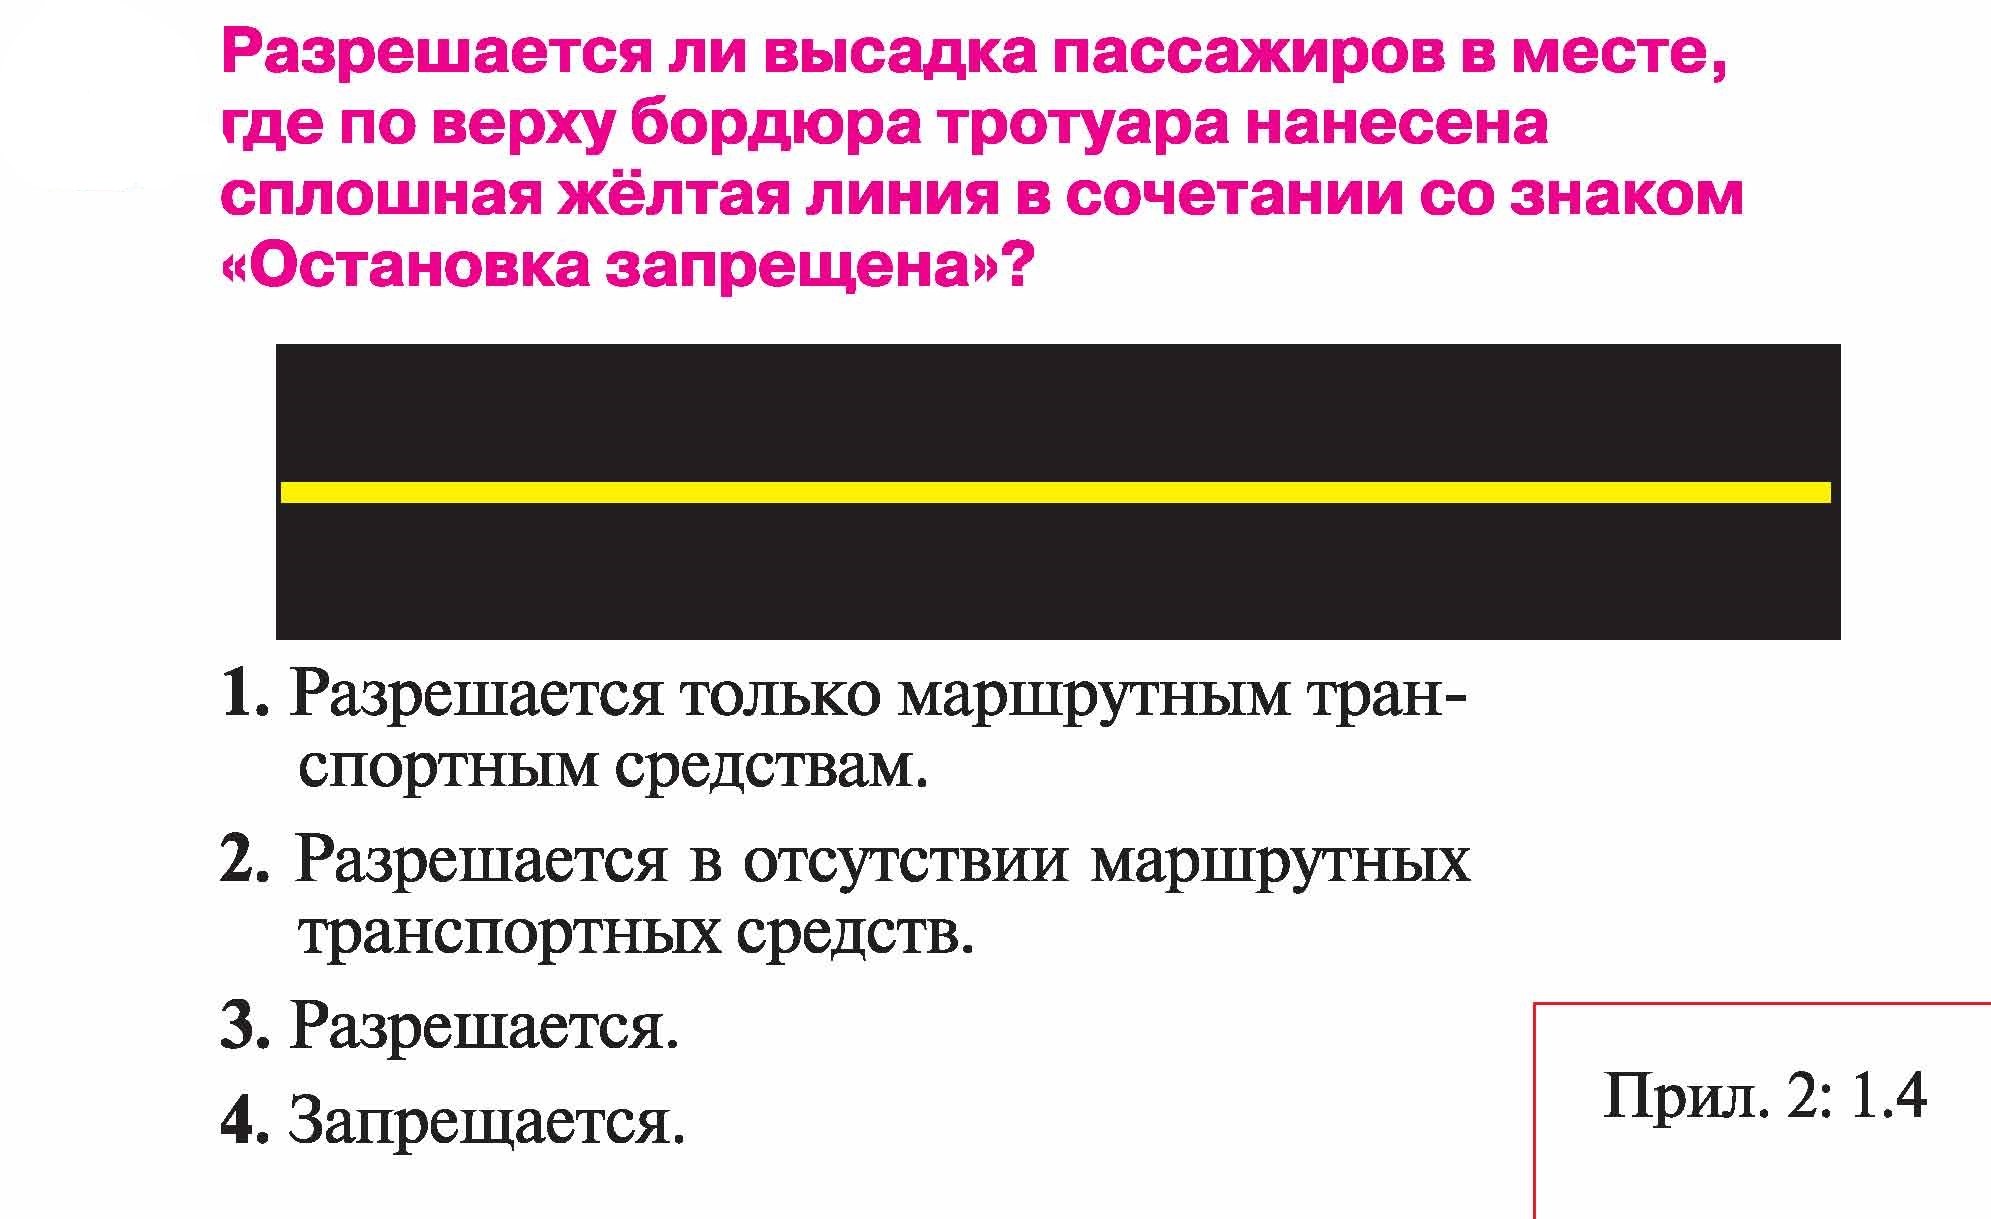 Разрешается ли высадка пассажиров в месте,
где по верху бордюра тротуара нанесена
сплошная жёлтая линия в сочетании со знаком
«Остановка запрещена»?
1. Разрешается только маршрутным тран-
спортным средствам.
2. Разрешается в отсутствии маршрутных
транспортных средств.
3. Разрешается.
4. Запрещается.
Прил. 2: 1.4